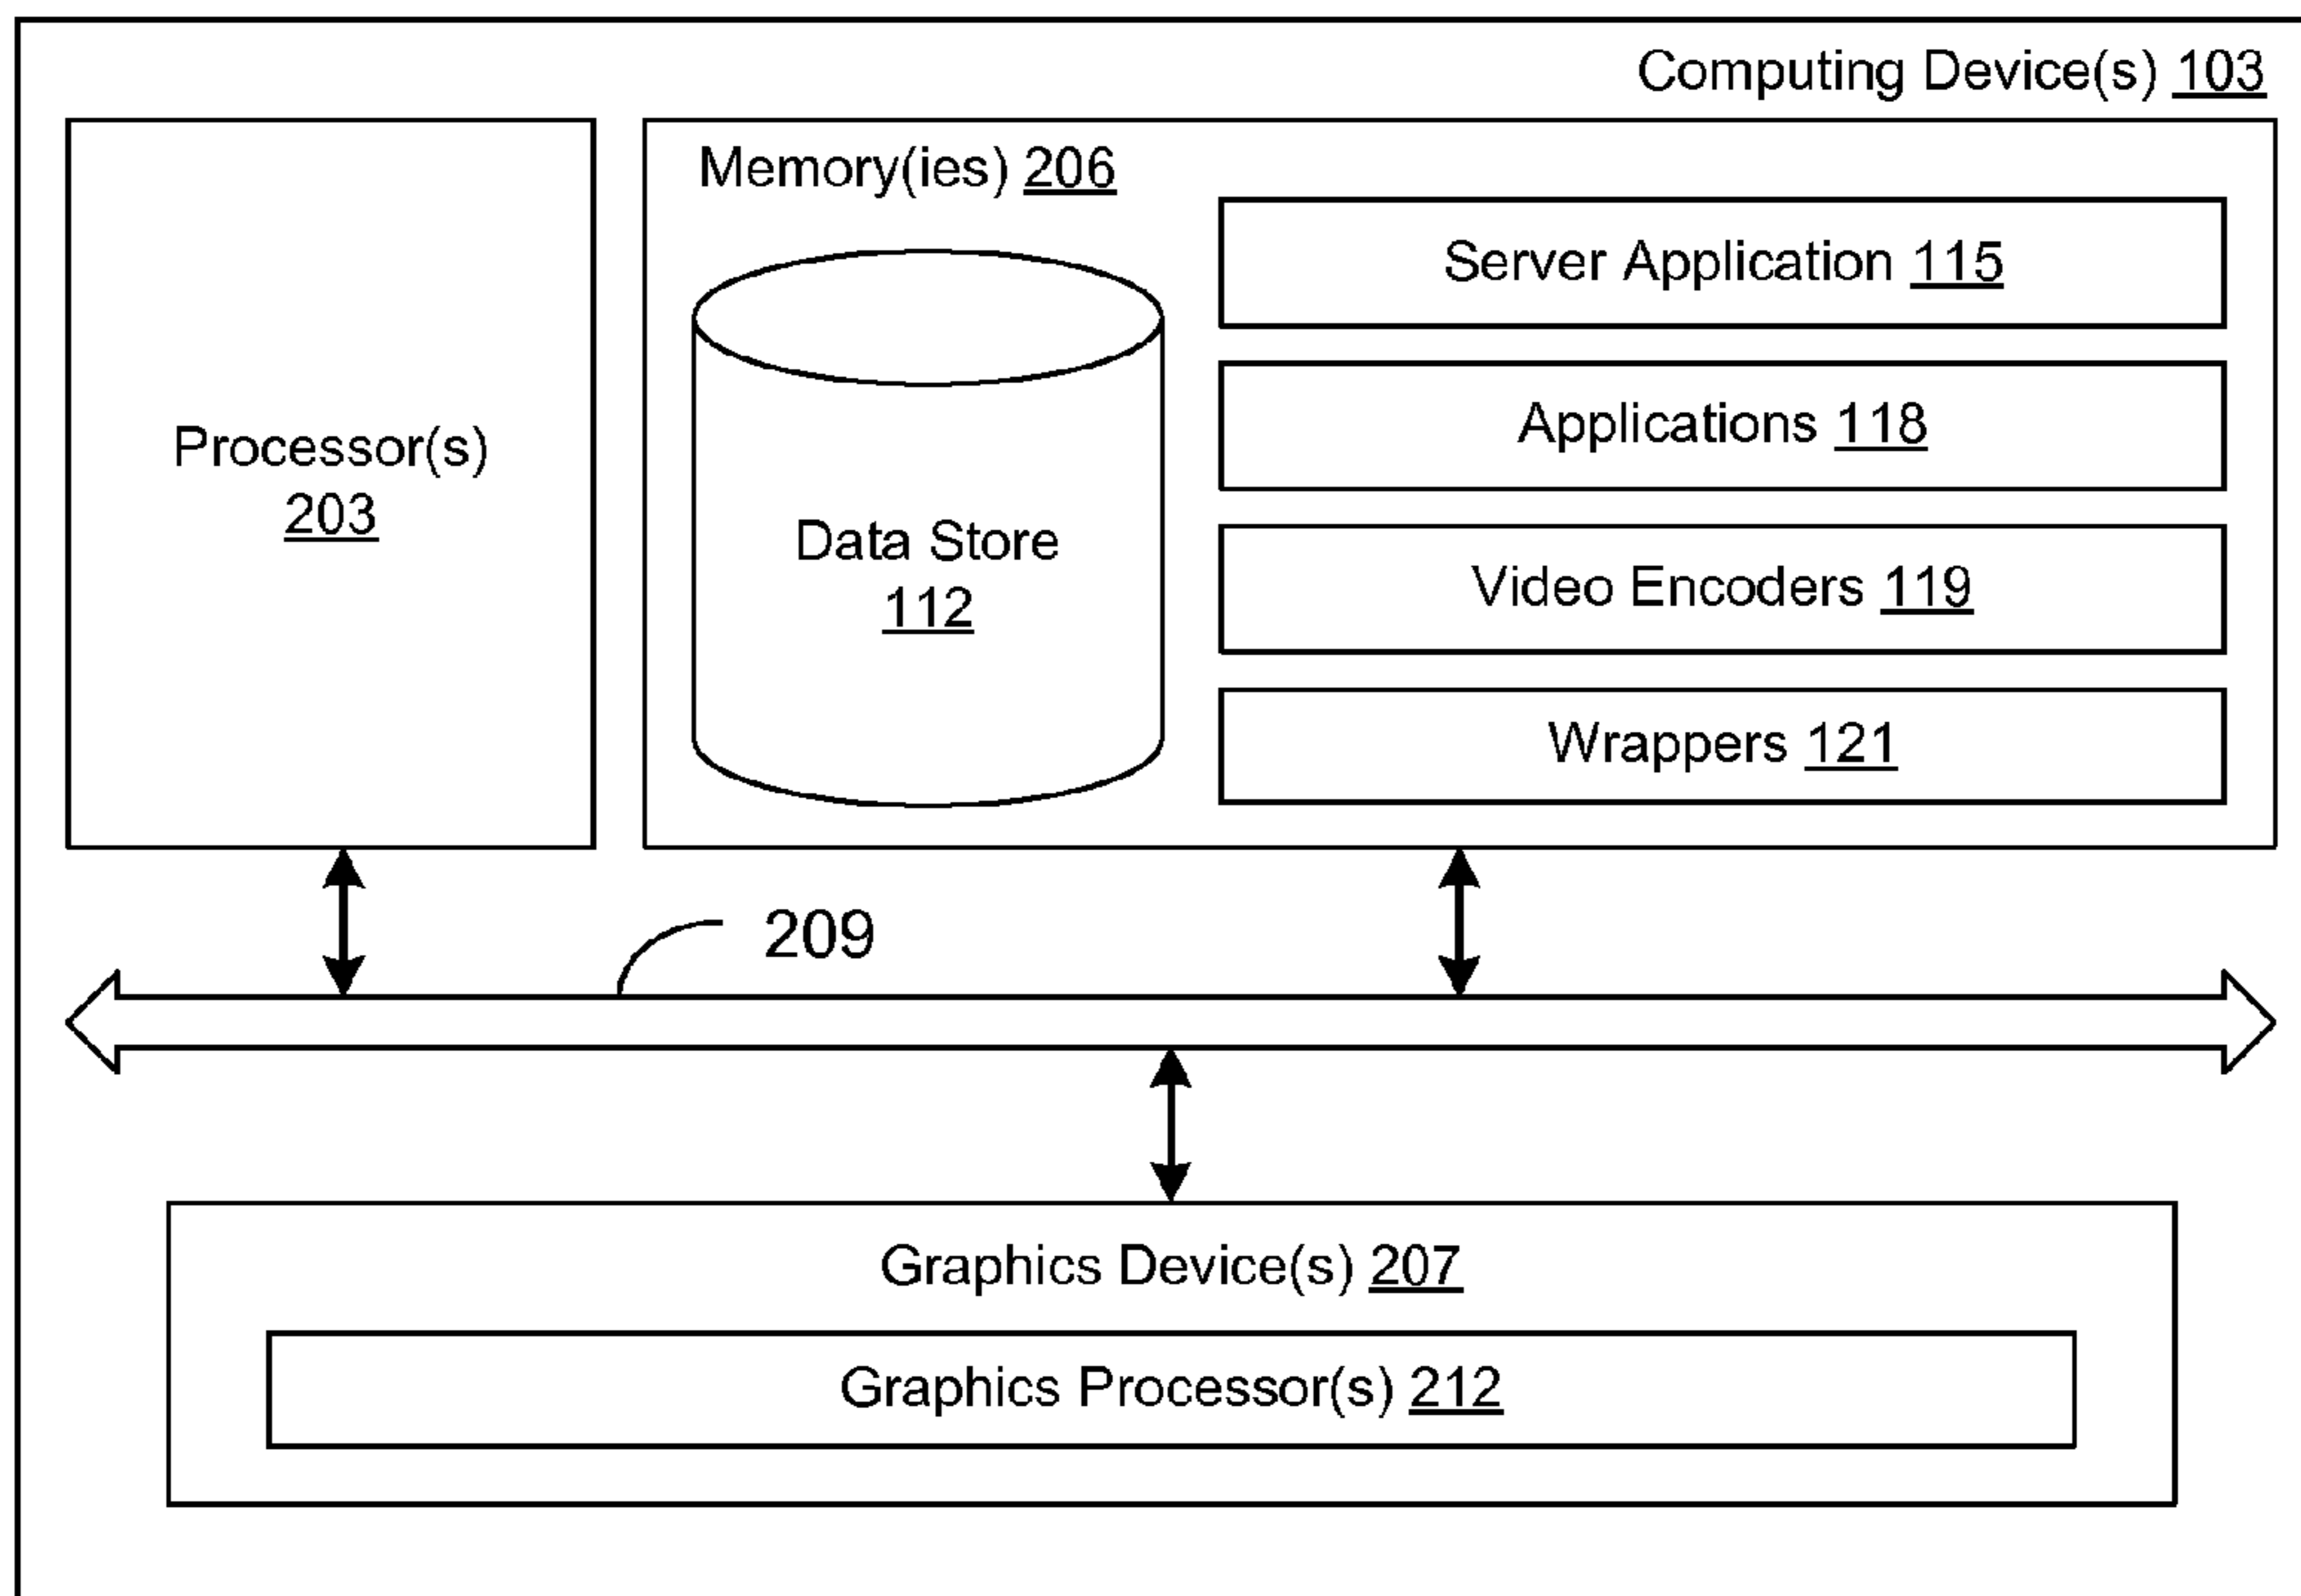 Computing Device(s) 103
Processor(s)
203
Memory(ies) 206
Data Store
112
Server Application 115
Applications 118
Video Encoders 119
Wrappers 121
209
Graphics Device(s) 207
Graphics Processor(s) 212